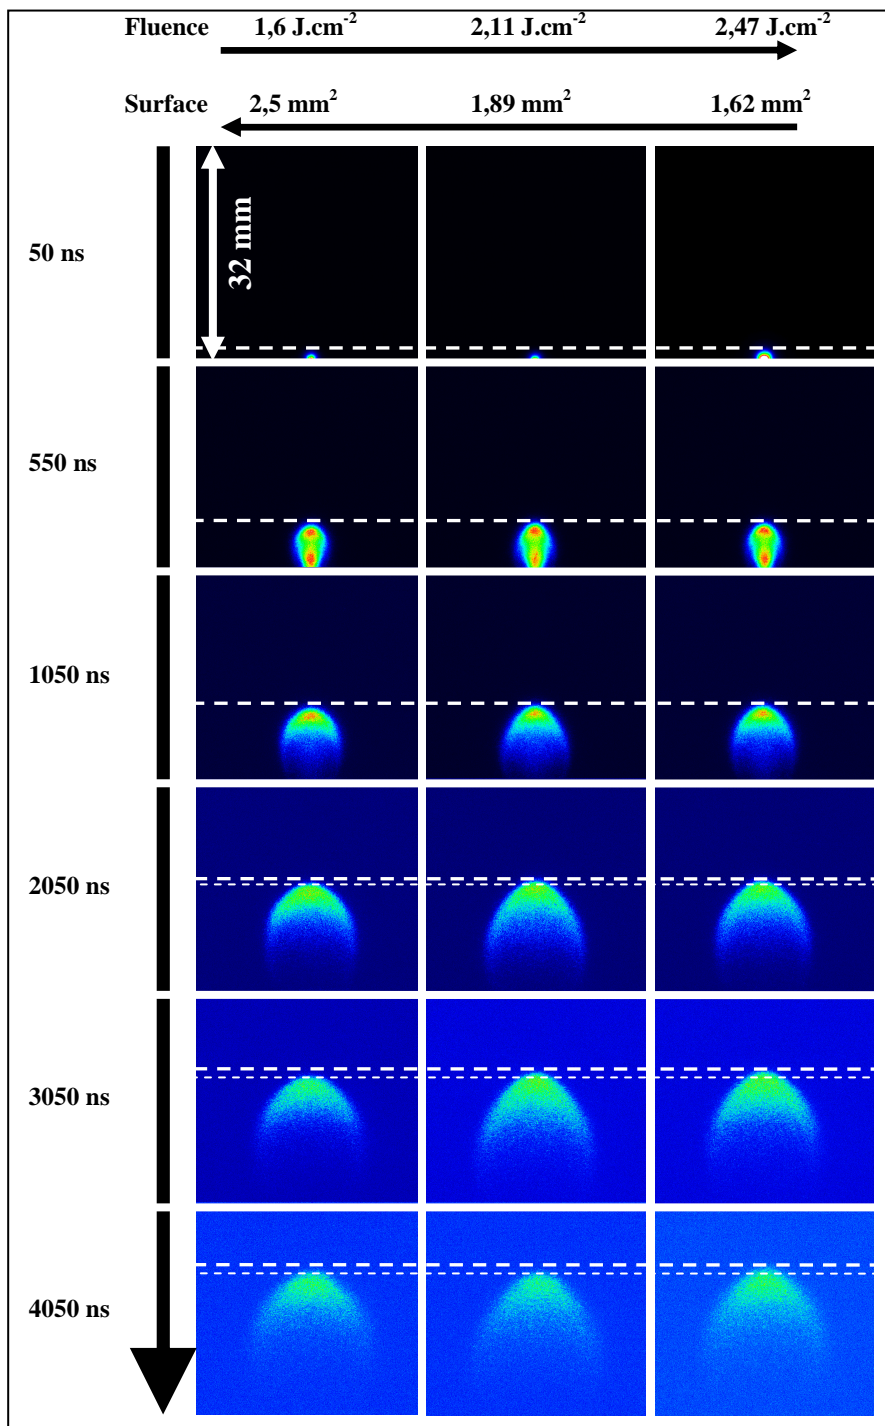 Fluence 1,6 J.cm⁻² 2,11 J.cm⁻² 2,47 J.cm⁻²
Surface 2,5 mm² 1,89 mm² 1,62 mm²
32 mm
50 ns
550 ns
1050 ns
2050 ns
3050 ns
4050 ns